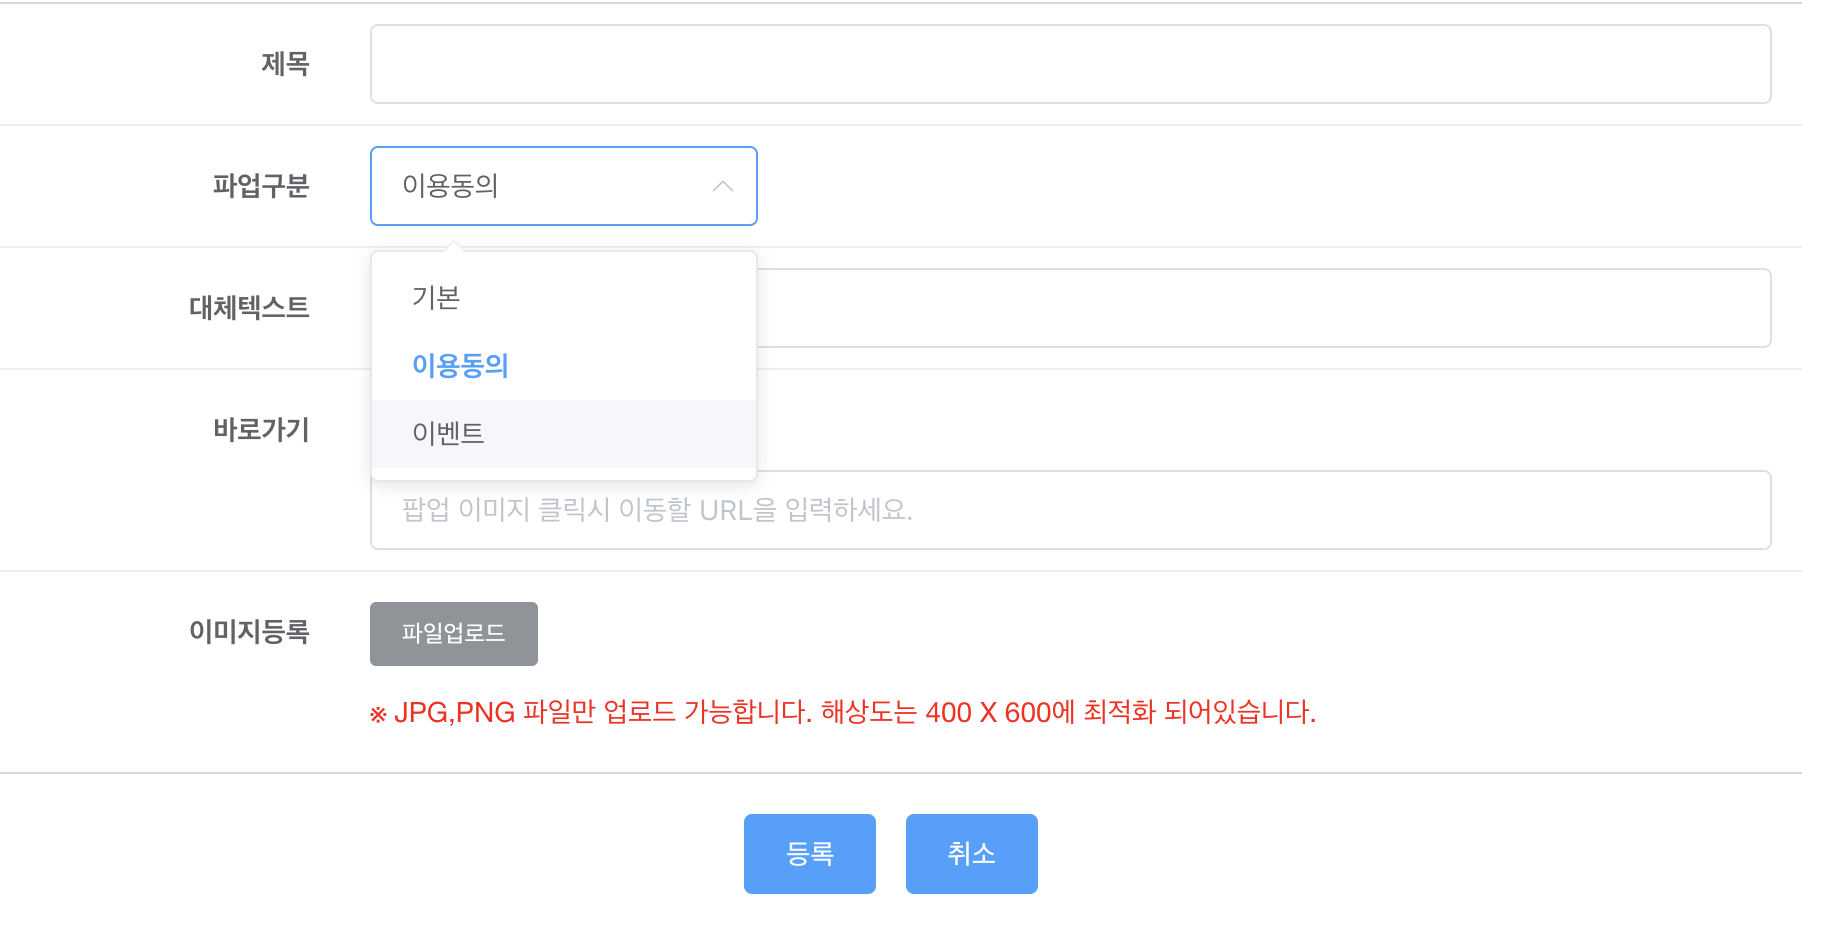 제목
파업구분
이용동의
기본
대체텍스트
이용동의
바로가기
이벤트
팝업 이미지 클릭시 이동할 URL을 입력하세요.
이미지등록
파일업로드
※ JPG,PNG 파일만 업로드 가능합니다. 해상도는 400 X 600에 최적화 되어있습니다.
등록
취소